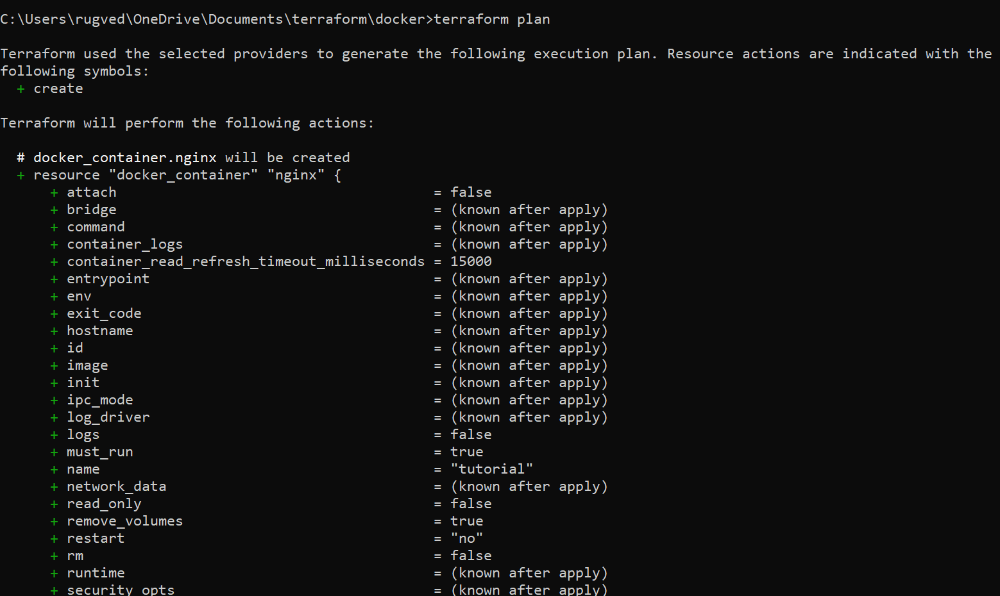 C:\Users\rugved\OneDrive\Documents\terraform\docker>terraform plan
Terraform used the selected providers to generate the following execution plan. Resource actions are indicated with the
following symbols:
+ create
Terraform will perform the following actions:
# docker_container.nginx will be created
+ resource "docker_container" "nginx" {
+ attach = false
+ bridge = (known after apply)
+ command = (known after apply)
+ container_logs = (known after apply)
+ container_read_refresh_timeout_milliseconds = 15000
+ entrypoint = (known after apply)
+ env = (known after apply)
+ exit_code = (known after apply)
+ hostname = (known after apply)
+ id = (known after apply)
+ image = (known after apply)
+ init = (known after apply)
+ ipc_mode = (known after apply)
+ log_driver = (known after apply)
+ logs = false
+ must_run = true
+ name = "tutorial"
+ network_data = (known after apply)
+ read_only = false
+ remove_volumes = true
+ restart = "no"
+ rm = false
+ runtime = (known after apply)
+ security_opts = (known after apply)